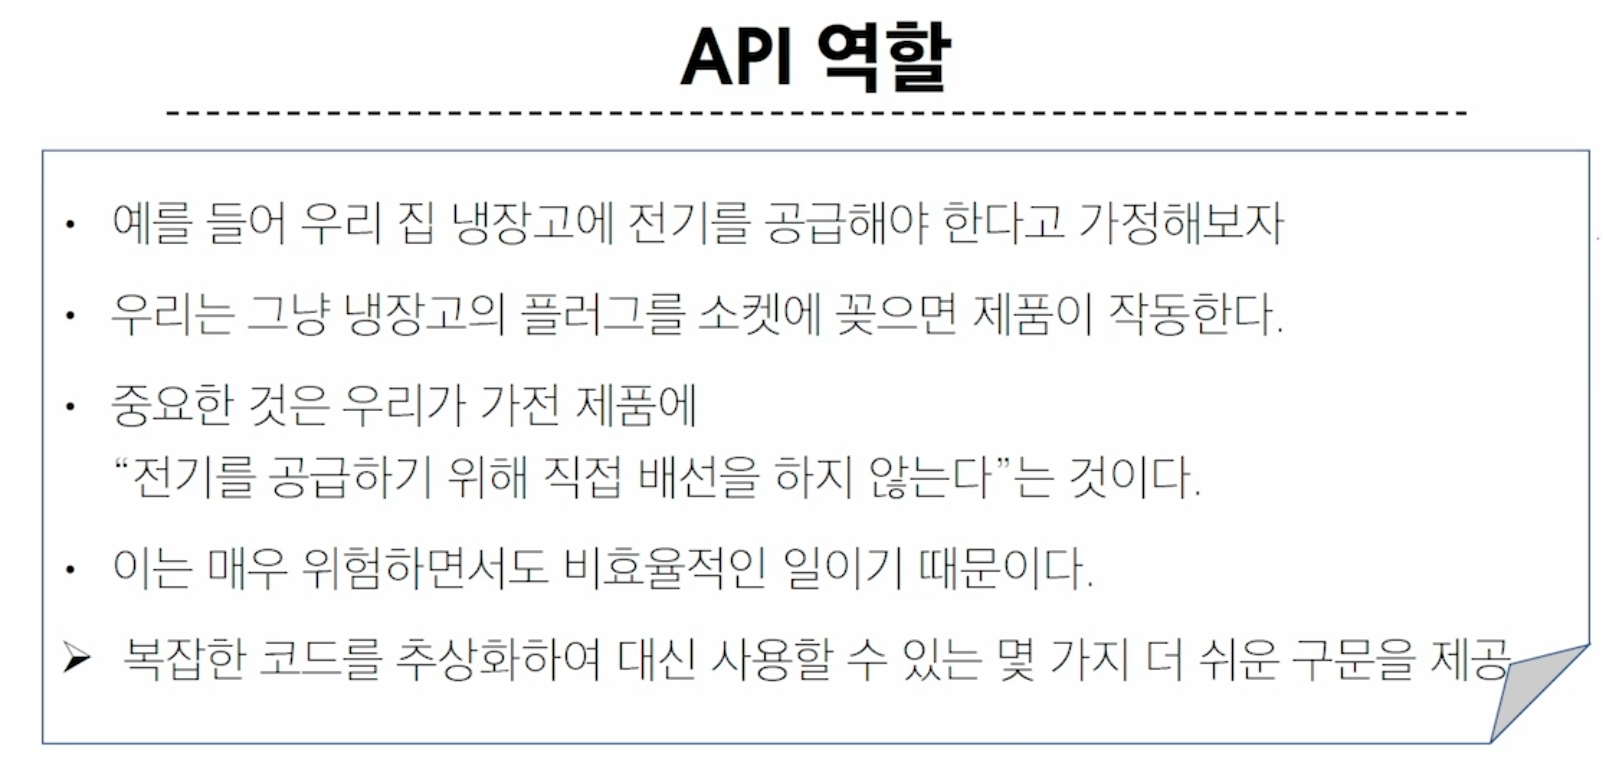 API 역할
• 예를 들어 우리 집 냉장고에 전기를 공급해야 한다고 가정해보자
• 우리는 그냥 냉장고의 플러그를 소켓에 꽂으면 제품이 작동한다.
• 중요한 것은 우리가 가전 제품에
“전기를 공급하기 위해 직접 배선을 하지 않는다”는 것이다.
• 이는 매우 위험하면서도 비효율적인 일이기 때문이다.
➢ 복잡한 코드를 추상화하여 대신 사용할 수 있는 몇 가지 더 쉬운 구문을 제공